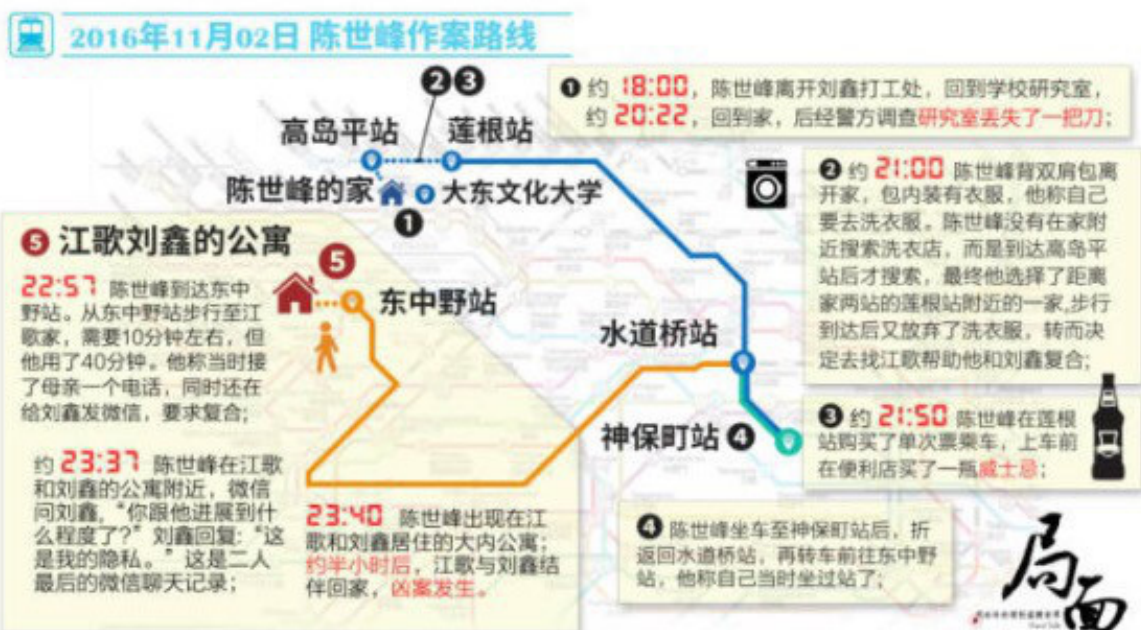 2016年11月02日 陈世峰作案路线
❷❸
❶ 约 18:00，陈世峰离开刘鑫打工处，回到学校研究室，
约 20:22，回到家，后经警方调查研究室丢失了一把刀；
高岛平站
莲根站
陈世峰的家
大东文化大学
❶
❷ 约 21:00 陈世峰背双肩包离
开家，包内装有衣服，他称自己
要去洗衣服。陈世峰没有在家附
近搜索洗衣店，而是到达高岛平
站后才搜索，最终他选择了距离
家两站的莲根站附近的一家,步行
到达后又放弃了洗衣服，转而决
定去找江歌帮助他和刘鑫复合；
❺ 江歌刘鑫的公寓
❺
22:57 陈世峰到达东中
野站。从东中野站步行至江
歌家，需要10分钟左右，但
他用了40分钟。他称当时接
了母亲一个电话，同时还在
给刘鑫发微信，要求复合；
东中野站
水道桥站
神保町站 ❹
❸ 约 21:50 陈世峰在莲根
站购买了单次票乘车，上车前
在便利店买了一瓶威士忌；
约 23:37 陈世峰在江歌
和刘鑫的公寓附近，微信
问刘鑫，“你跟他进展到什
么程度了?”刘鑫回复：“这
是我的隐私。”这是二人
最后的微信聊天记录；
23:40 陈世峰出现在江
歌和刘鑫居住的大内公寓；
约半小时后，江歌与刘鑫结
伴回家，凶案发生。
❹ 陈世峰坐车至神保町站后，折
返回水道桥站，再转车前往东中野
站，他称自己当时坐过站了；
局面